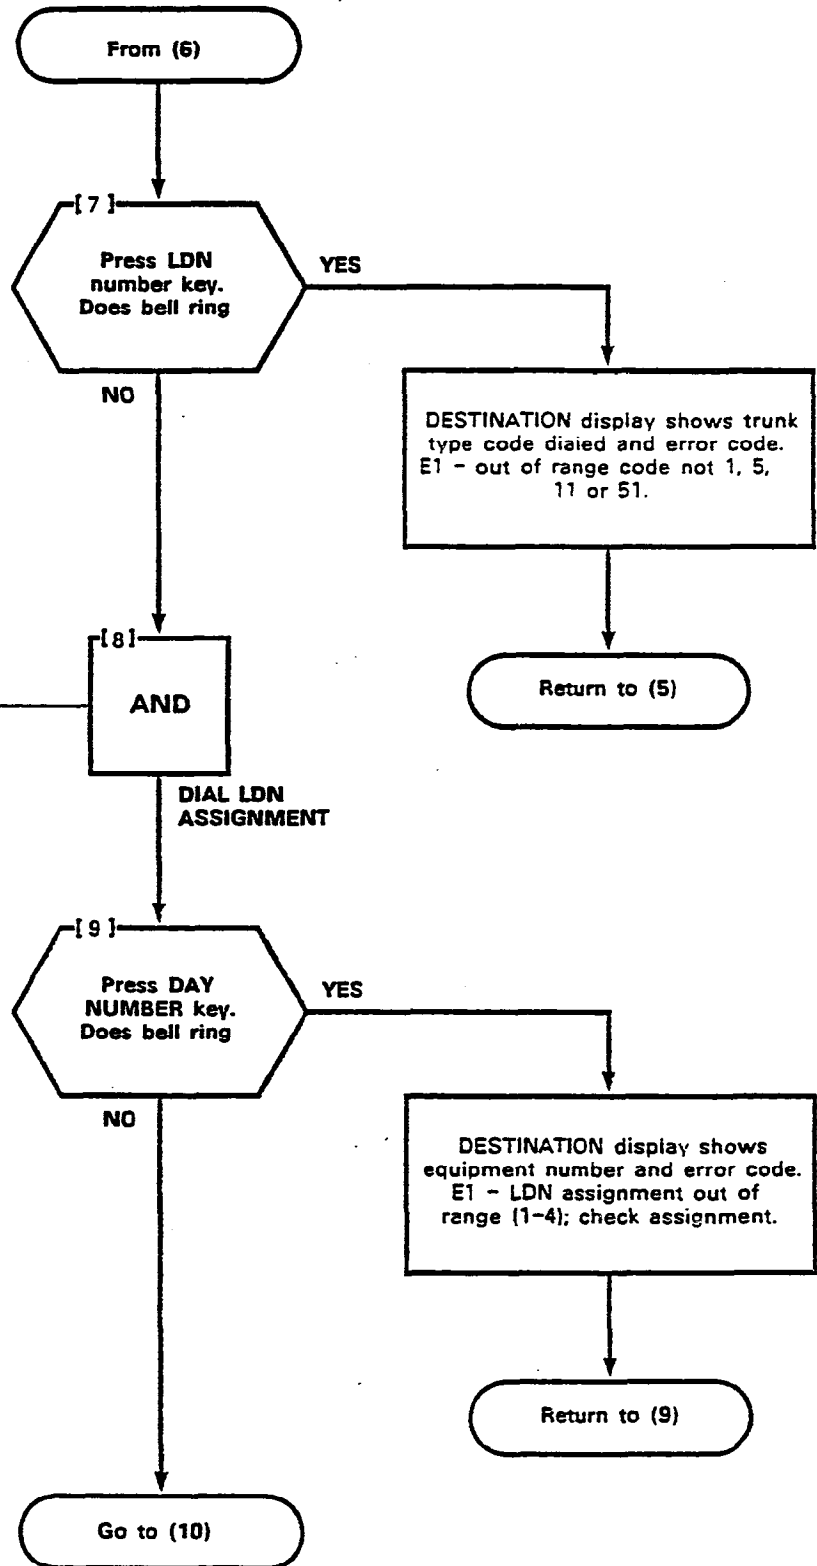 From (6)
[7]
Press LDN
number key.
Does bell ring
YES
NO
DESTINATION display shows trunk
type code dialed and error code.
E1 - out of range code not 1, 5,
11 or 51.
Return to (5)
[8]
AND
DIAL LDN
ASSIGNMENT
[9]
Press DAY
NUMBER key.
Does bell ring
YES
NO
DESTINATION display shows
equipment number and error code.
E1 - LDN assignment out of
range (1-4); check assignment.
Return to (9)
Go to (10)